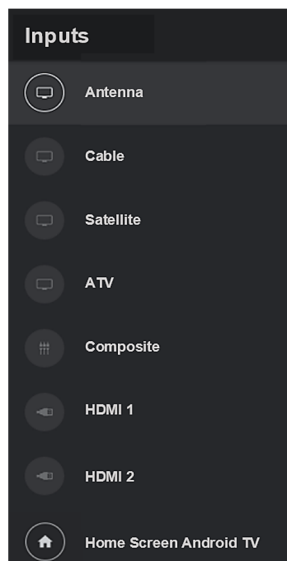 Inputs
Antenna
Cable
Satellite
ATV
Composite
HDMI 1
HDMI 2
Home Screen Android TV